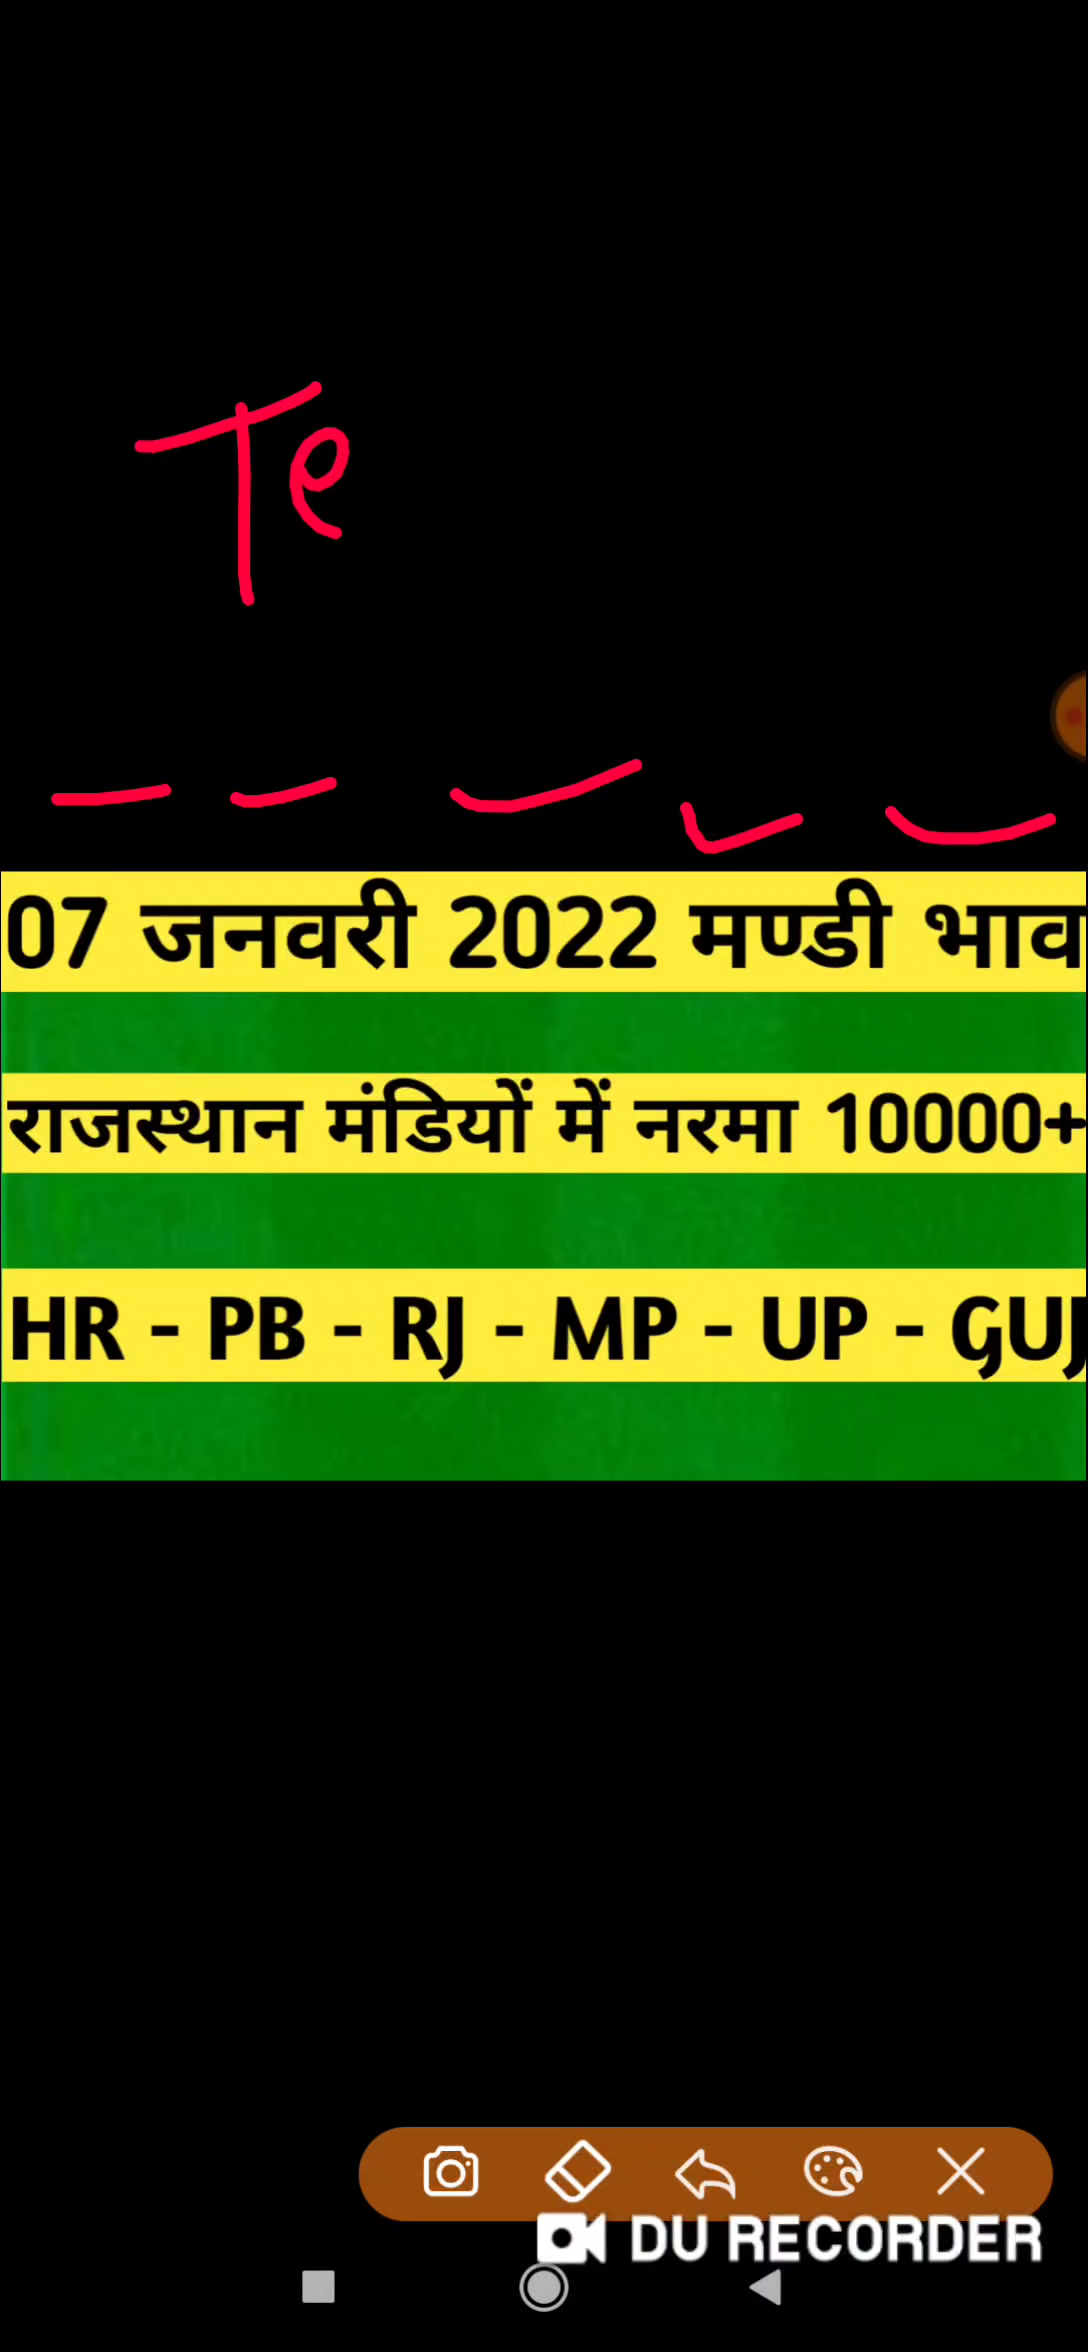 Te
07 जनवरी 2022 मण्डी भाव
राजस्थान मंडियों में नरमा 10000+
HR - PB - RJ - MP - UP - GUJ
DU RECORDER